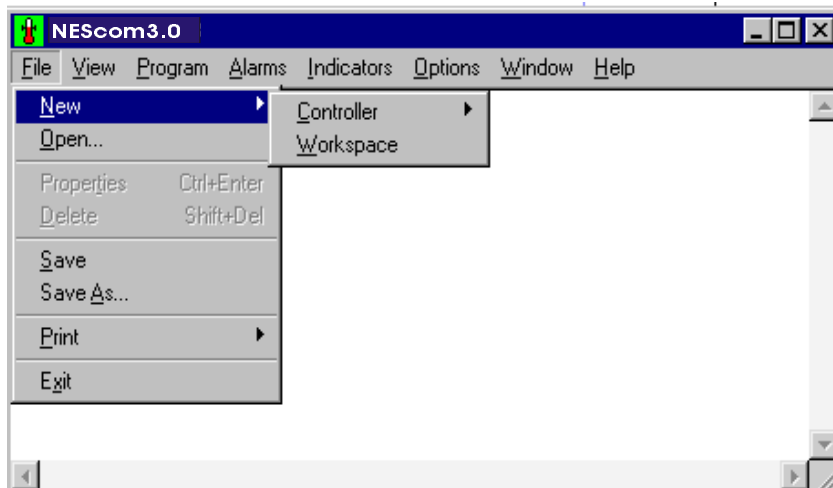 NEScom3.0
File View Program Alarms Indicators Options Window Help
New
Controller
Open...
Workspace
Properties Ctrl+Enter
Delete Shift+Del
Save
Save As...
Print
Exit